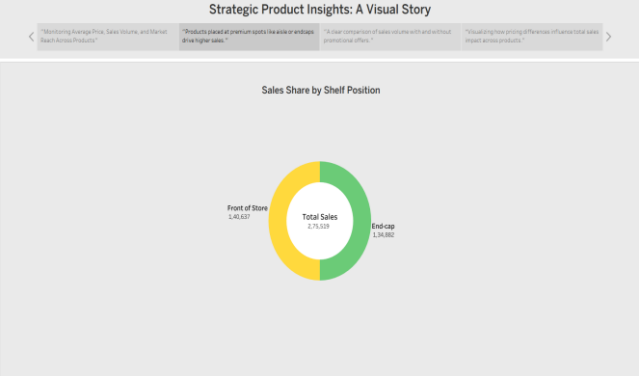 Strategic Product Insights: A Visual Story
"Monitoring Average Price, Sales Volume, and Market
Reach Across Products"
"Products placed at premium spots like aisle or endcaps
drive higher sales. "
"A clear comparison of sales volume with and without
promotional offers. "
"Visualizing how pricing differences influence total sales
impact across products."
Sales Share by Shelf Position
Front of Store
1,40,637
Total Sales
2,75,519
End-cap
1,34,882